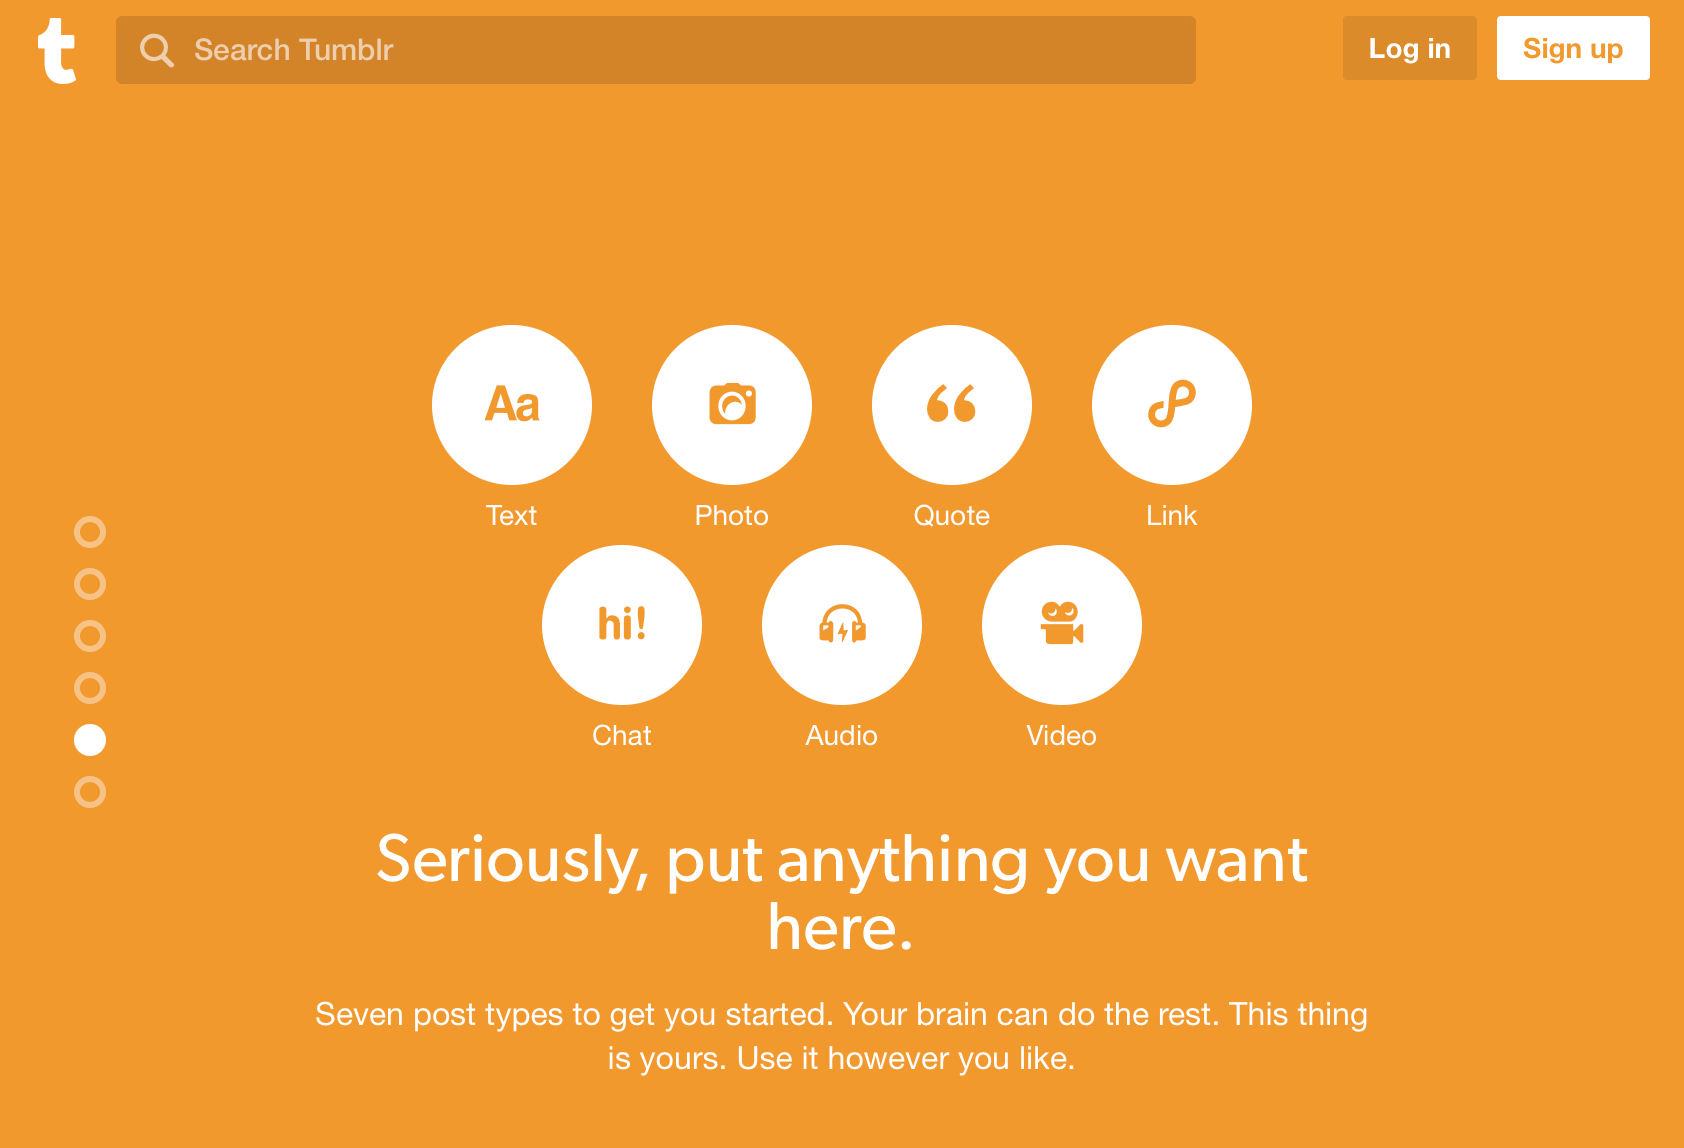 t
Search Tumblr
Log in
Sign up
Aa
Text
Photo
“
Quote
Link
hi!
Chat
Audio
Video
Seriously, put anything you want
here.
Seven post types to get you started. Your brain can do the rest. This thing
is yours. Use it however you like.